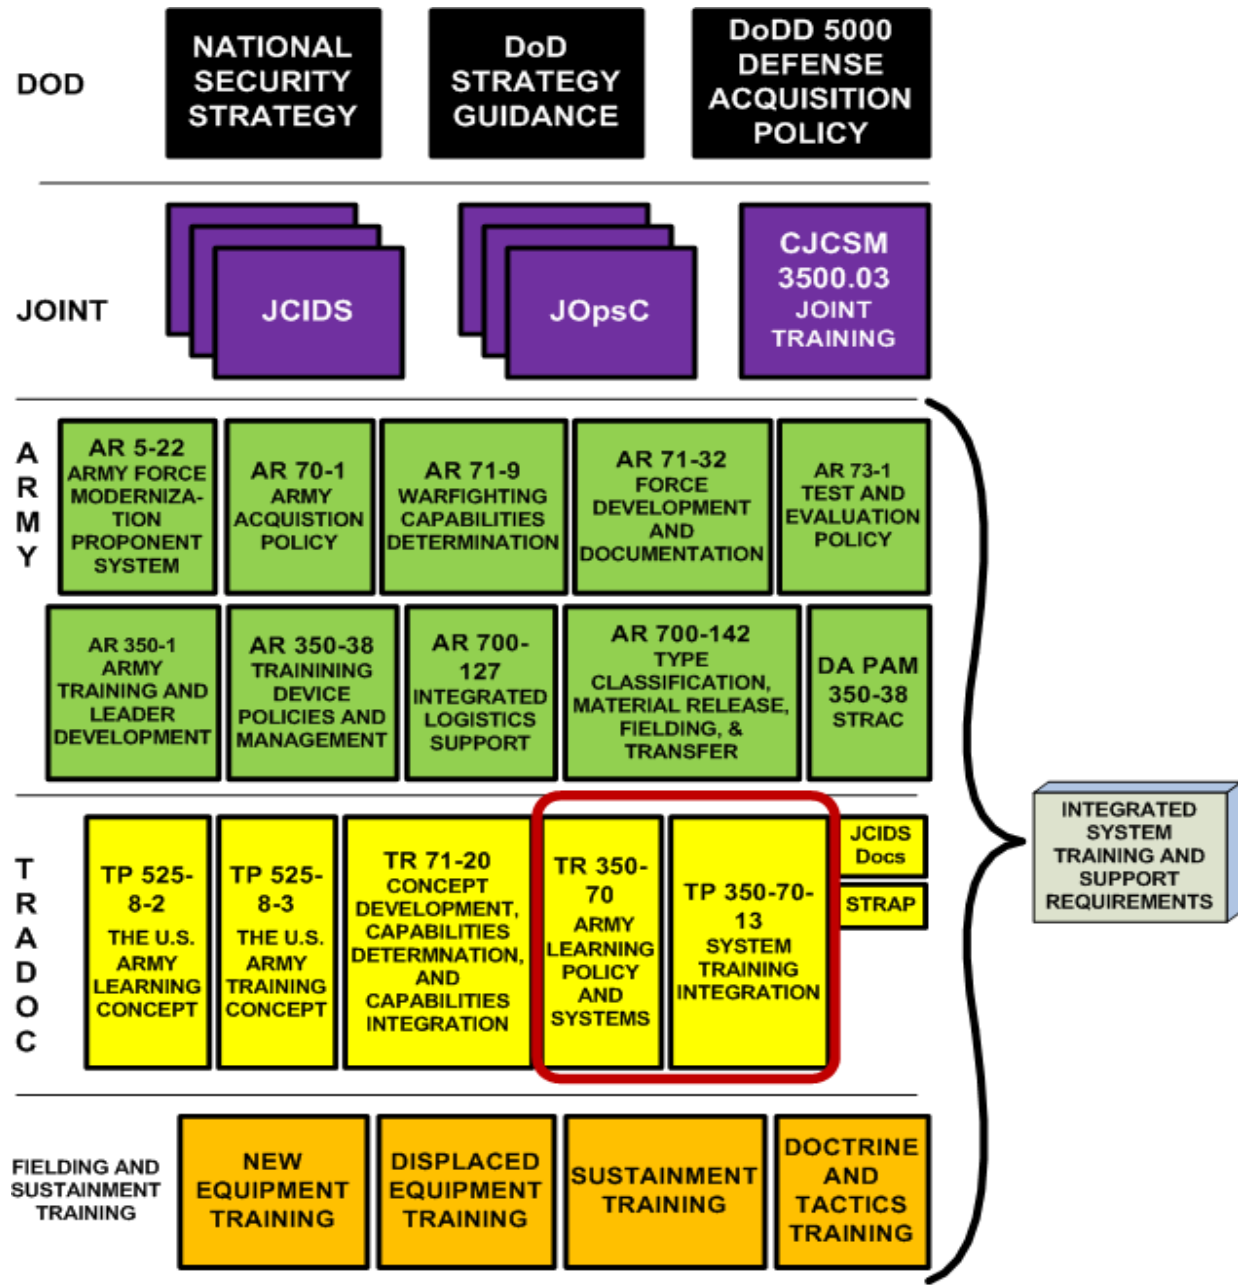 DOD
NATIONAL
SECURITY
STRATEGY
DoD
STRATEGY
GUIDANCE
DoDD 5000
DEFENSE
ACQUISITION
POLICY
JOINT
JCIDS
JOpsC
CJCSM
3500.03
JOINT
TRAINING
A
R
M
Y
AR 5-22
ARMY FORCE
MODERNIZA-
TION
PROPONENT
SYSTEM
AR 70-1
ARMY
ACQUISTION
POLICY
AR 71-9
WARFIGHTING
CAPABILITIES
DETERMINATION
AR 71-32
FORCE
DEVELOPMENT
AND
DOCUMENTATION
AR 73-1
TEST AND
EVALUATION
POLICY
AR 350-1
ARMY
TRAINING AND
LEADER
DEVELOPMENT
AR 350-38
TRAINING
DEVICE
POLICIES AND
MANAGEMENT
AR 700-
127
INTEGRATED
LOGISTICS
SUPPORT
AR 700-142
TYPE
CLASSIFICATION,
MATERIAL RELEASE,
FIELDING, &
TRANSFER
DA PAM
350-38
STRAC
T
R
A
D
O
C
TP 525-
8-2
THE U.S.
ARMY
LEARNING
CONCEPT
TP 525-
8-3
THE U.S.
ARMY
TRAINING
CONCEPT
TR 71-20
CONCEPT
DEVELOPMENT,
CAPABILITIES
DETERMNATION,
AND
CAPABILITIES
INTEGRATION
TR 350-
70
ARMY
LEARNING
POLICY
AND
SYSTEMS
TP 350-70-
13
SYSTEM
TRAINING
INTEGRATION
JCIDS
Docs
STRAP
INTEGRATED
SYSTEM
TRAINING AND
SUPPORT
REQUIREMENTS
FIELDING AND
SUSTAINMENT
TRAINING
NEW
EQUIPMENT
TRAINING
DISPLACED
EQUIPMENT
TRAINING
SUSTAINMENT
TRAINING
DOCTRINE
AND
TACTICS
TRAINING